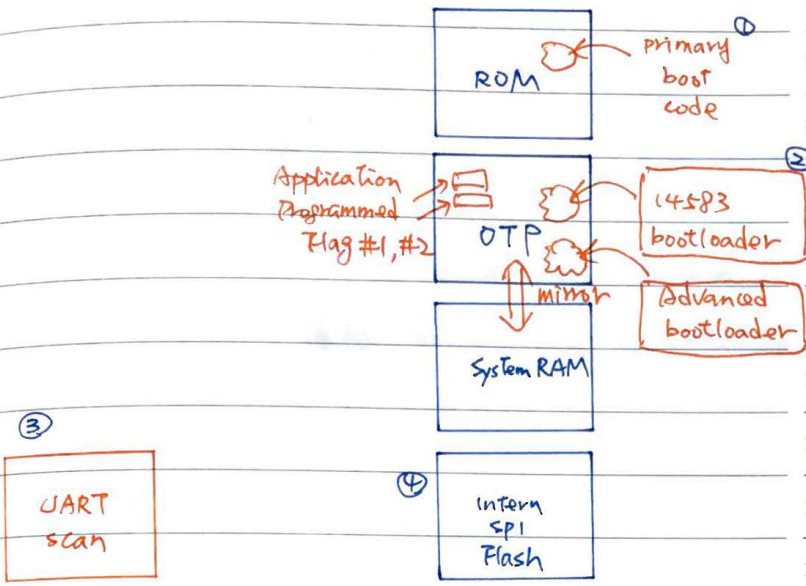 ①
primary
boot
code
ROM
②
Application
Programmed
Flag #1, #2
OTP
14583
bootloader
mirror
Advanced
bootloader
System RAM
③
UART
scan
④
intern
SPI
Flash